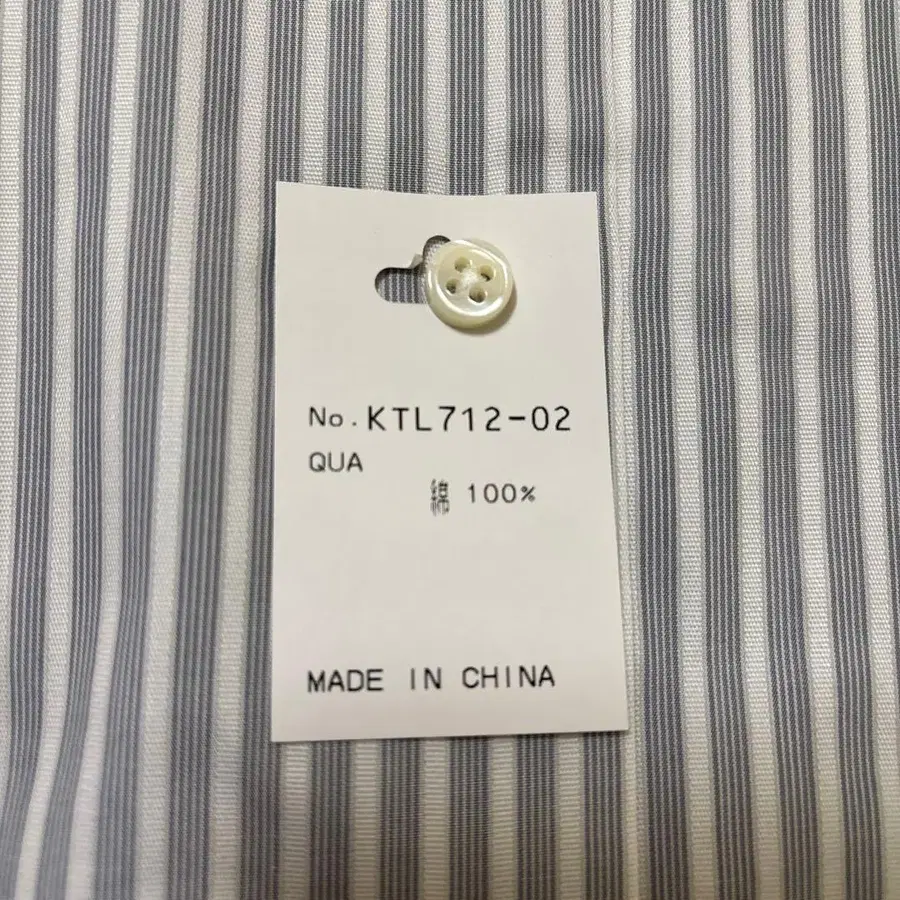 No. KTL712-02
QUA
綿 100%
MADE IN CHINA